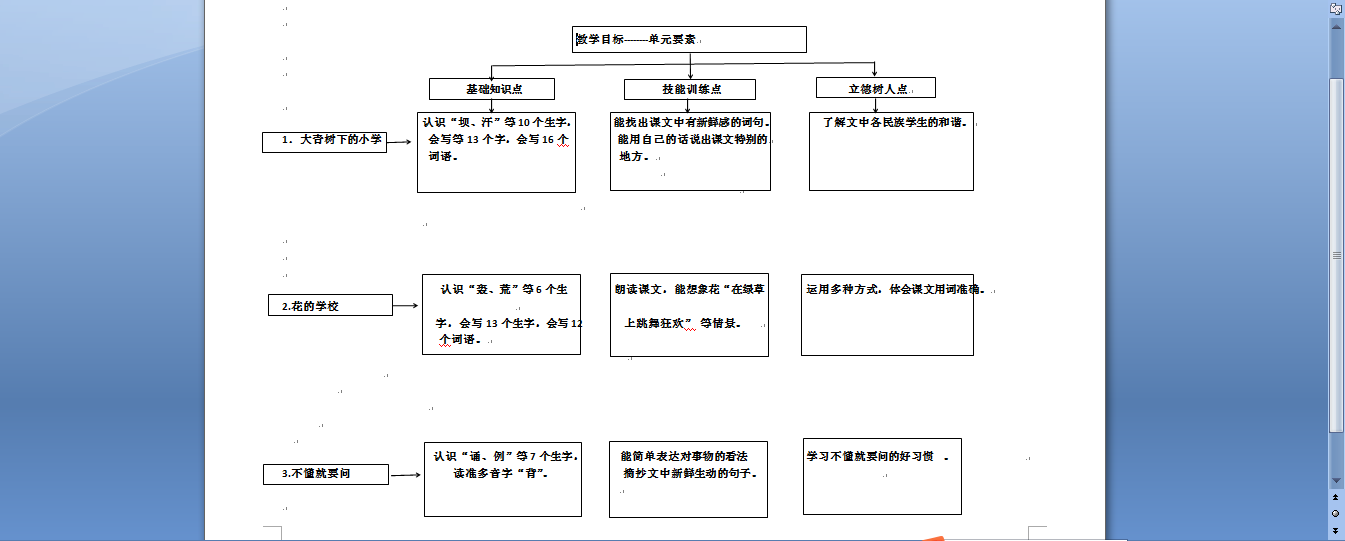 教学目标--------单元要素
基础知识点
技能训练点
立德树人点
1. 大青树下的小学
认识“坝、汗”等10个生字，
会写等13个字，会写16个
词语。
能找出课文中有新鲜感的词句。
能用自己的话说出课文特别的
地方。
了解文中各民族学生的和谐。
2.花的学校
认识“荒”等6个生
字，会写13个生字，会写12
个词语。
朗读课文，能想象花“在绿草
上跳舞狂欢” 等情景。
运用多种方式，体会课文用词准确。
3.不懂就要问
认识“诵、例”等7个生字，
读准多音字“背”。
能简单表达对事物的看法
摘抄文中新鲜生动的句子。
学习不懂就要问的好习惯 。